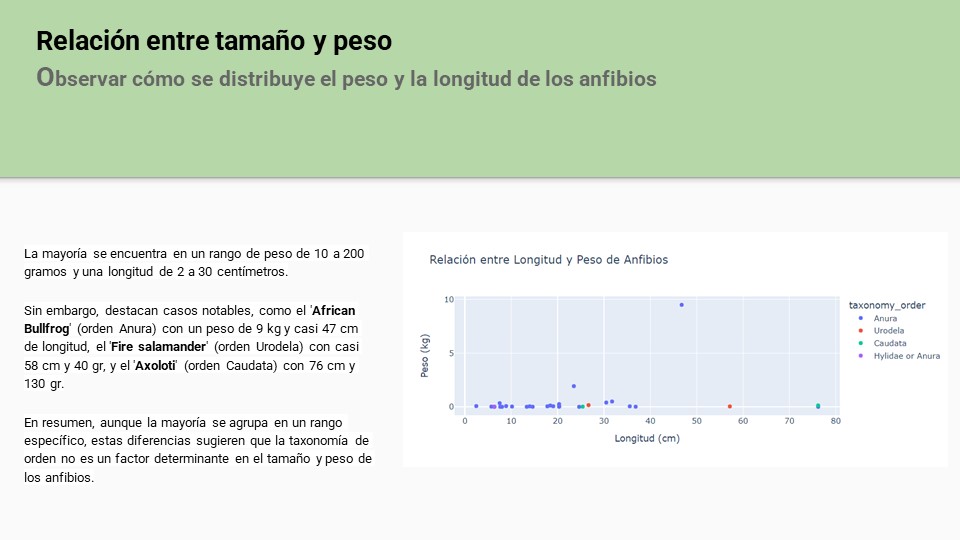 Relación entre tamaño y peso
Observar cómo se distribuye el peso y la longitud de los anfibios
La mayoría se encuentra en un rango de peso de 10 a 200
gramos y una longitud de 2 a 30 centímetros.
Sin embargo, destacan casos notables, como el 'African
Bullfrog' (orden Anura) con un peso de 9 kg y casi 47 cm
de longitud, el 'Fire salamander' (orden Urodela) con casi
58 cm y 40 gr, y el 'Axoloti' (orden Caudata) con 76 cm y
130 gr.
En resumen, aunque la mayoría se agrupa en un rango
específico, estas diferencias sugieren que la taxonomía de
orden no es un factor determinante en el tamaño y peso de
los anfibios.
Relación entre Longitud y Peso de Anfibios
Peso (kg)
10
5
0
0 10 20 30 40 50 60 70 80
Longitud (cm)
taxonomy_order
Anura
Urodela
Caudata
Hylidae or Anura